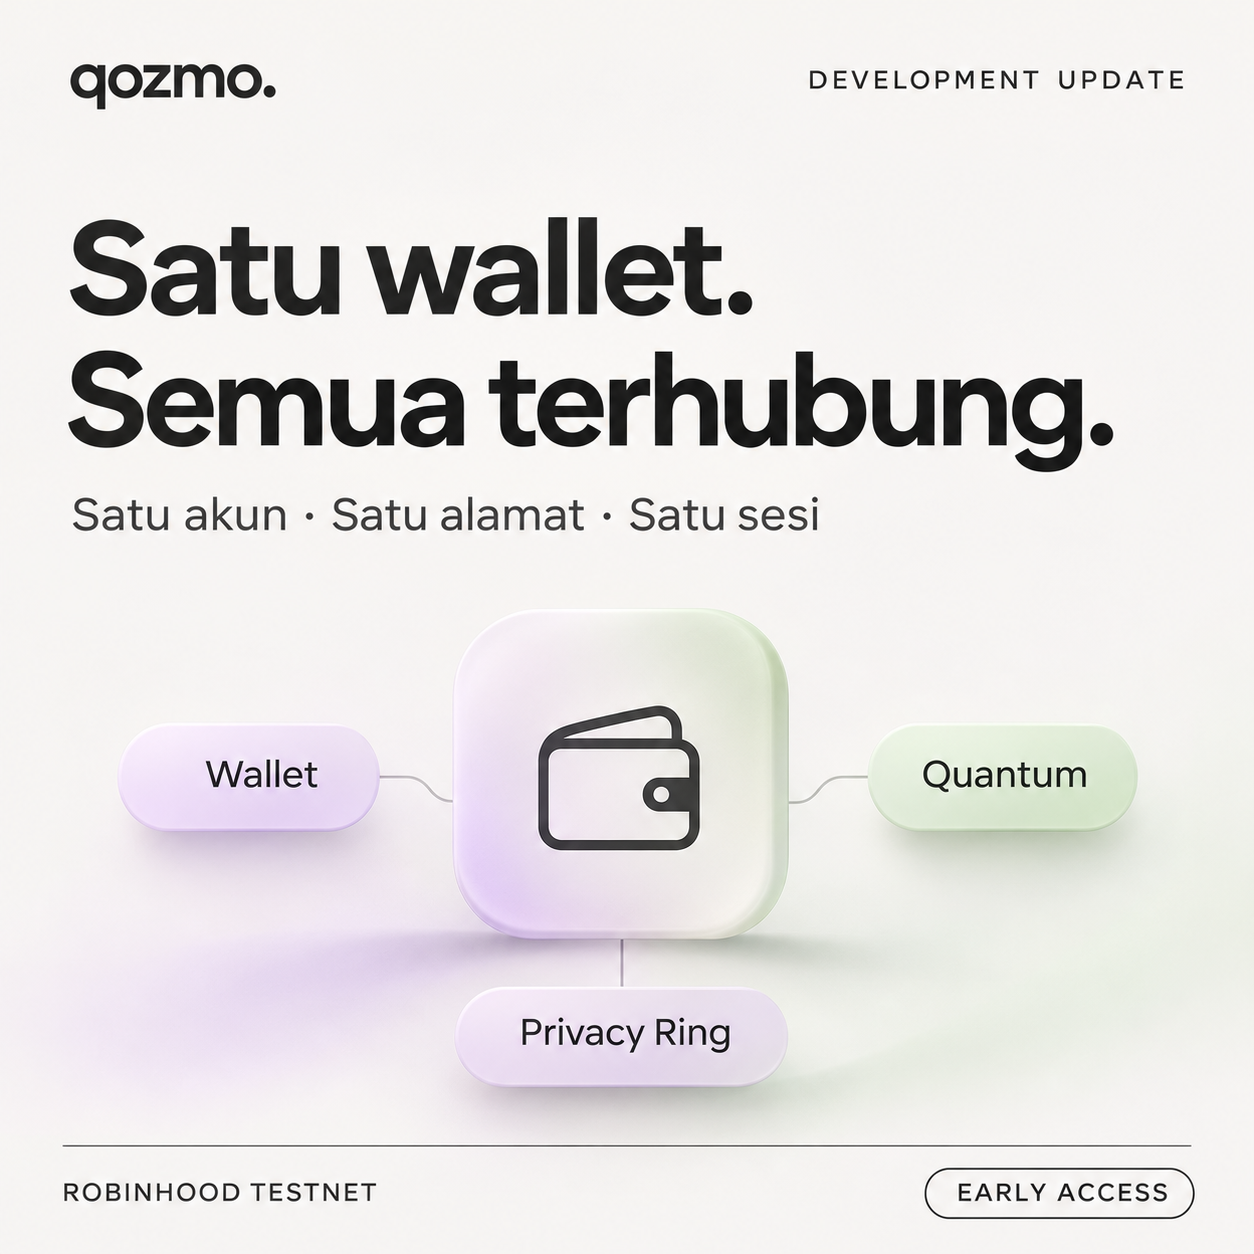 qozmo.
DEVELOPMENT UPDATE
Satu wallet.
Semua terhubung.
Satu akun · Satu alamat · Satu sesi
Wallet
Quantum
Privacy Ring
ROBINHOOD TESTNET
EARLY ACCESS